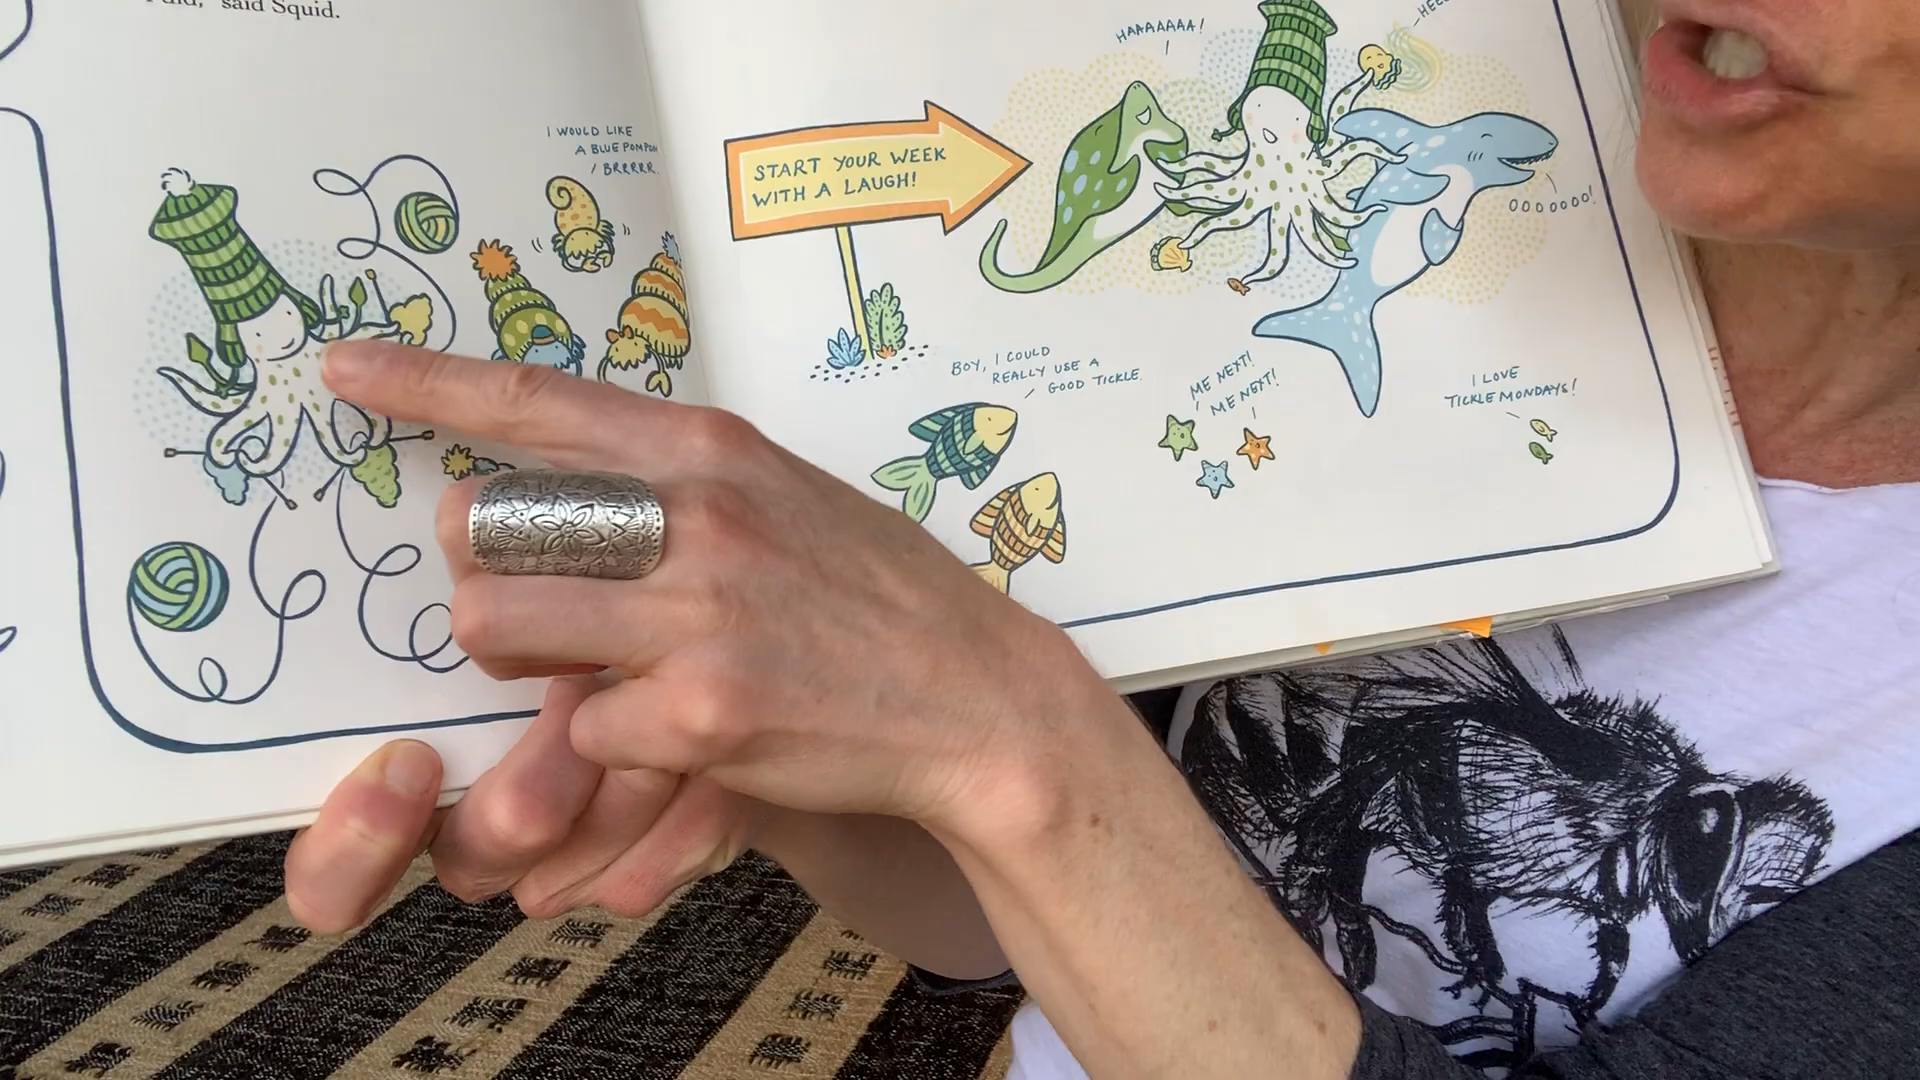 said Squid.
I WOULD LIKE
A BLUE POMPOM
BRRRRR.
START YOUR WEEK
WITH A LAUGH!
HAAAAAAA!
OOOOOOO!
BOY, I COULD
REALLY USE A
GOOD TICKLE.
ME NEXT!
ME NEXT!
I LOVE
TICKLE MONDAYS!